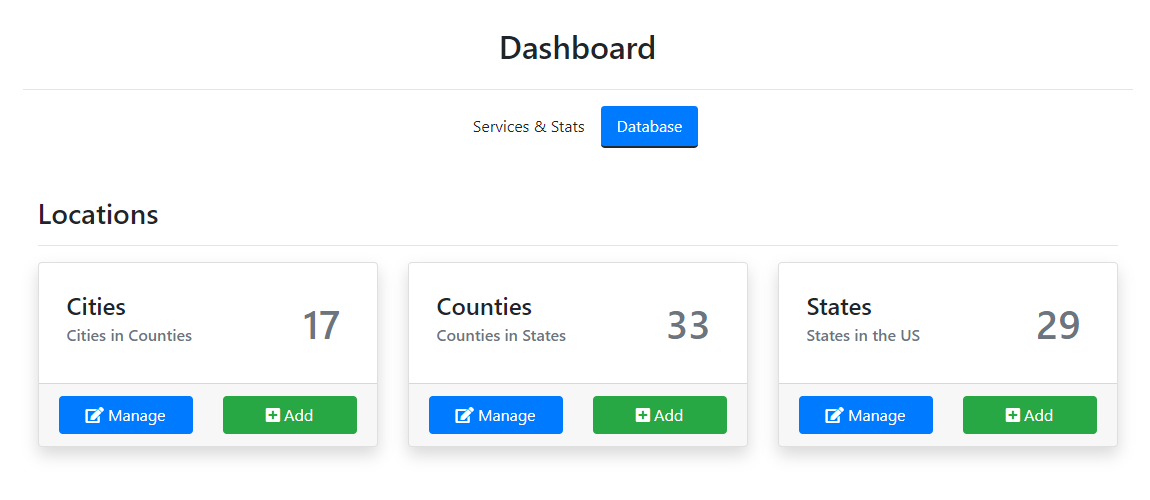 Dashboard
Services & Stats
Database
Locations
Cities
Cities in Counties
17
Manage
Add
Counties
Counties in States
33
Manage
Add
States
States in the US
29
Manage
Add